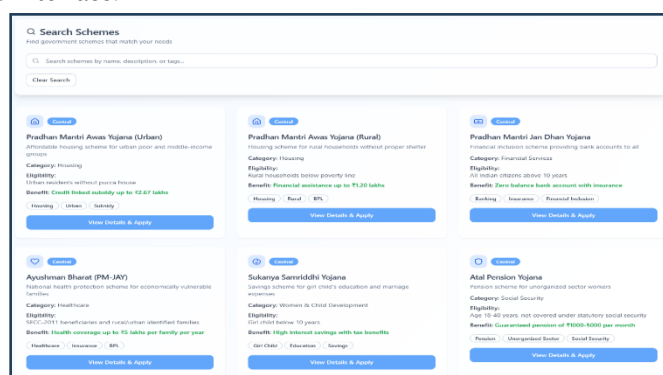 Search Schemes
Find government schemes that match your needs
Search schemes by name, description, or tags...
Clear Search
Central
Pradhan Mantri Awas Yojana (Urban)
Affordable housing scheme for urban poor and middle-income
groups
Category: Housing
Eligibility:
Urban residents without pucca house
Benefit: Credit linked subsidy up to ₹2.67 lakhs
Housing Urban Subsidy
View Details & Apply
Central
Pradhan Mantri Awas Yojana (Rural)
Housing scheme for rural households without proper shelter
Category: Housing
Eligibility:
Rural households below poverty line
Benefit: Financial assistance up to ₹1.20 lakhs
Housing Rural BPL
View Details & Apply
Central
Pradhan Mantri Jan Dhan Yojana
Financial inclusion scheme providing bank accounts to all
Category: Financial Services
Eligibility:
All Indian citizens above 10 years
Benefit: Zero balance bank account with insurance
Banking Insurance Financial Inclusion
View Details & Apply
Central
Ayushman Bharat (PM-JAY)
National health protection scheme for economically vulnerable
families
Category: Healthcare
Eligibility:
SECC-2011 beneficiaries and rural/urban identified families
Benefit: Health coverage up to ₹5 lakhs per family per year
Healthcare Insurance BPL
View Details & Apply
Central
Sukanya Samriddhi Yojana
Savings scheme for girl child's education and marriage
expenses
Category: Women & Child Development
Eligibility:
Girl child below 10 years
Benefit: High interest savings with tax benefits
Girl Child Education Savings
View Details & Apply
Central
Atal Pension Yojana
Pension scheme for unorganized sector workers
Category: Social Security
Eligibility:
Age 18-40 years, not covered under statutory social security
Benefit: Guaranteed pension of ₹1000-5000 per month
Pension Unorganized Sector Social Security
View Details & Apply